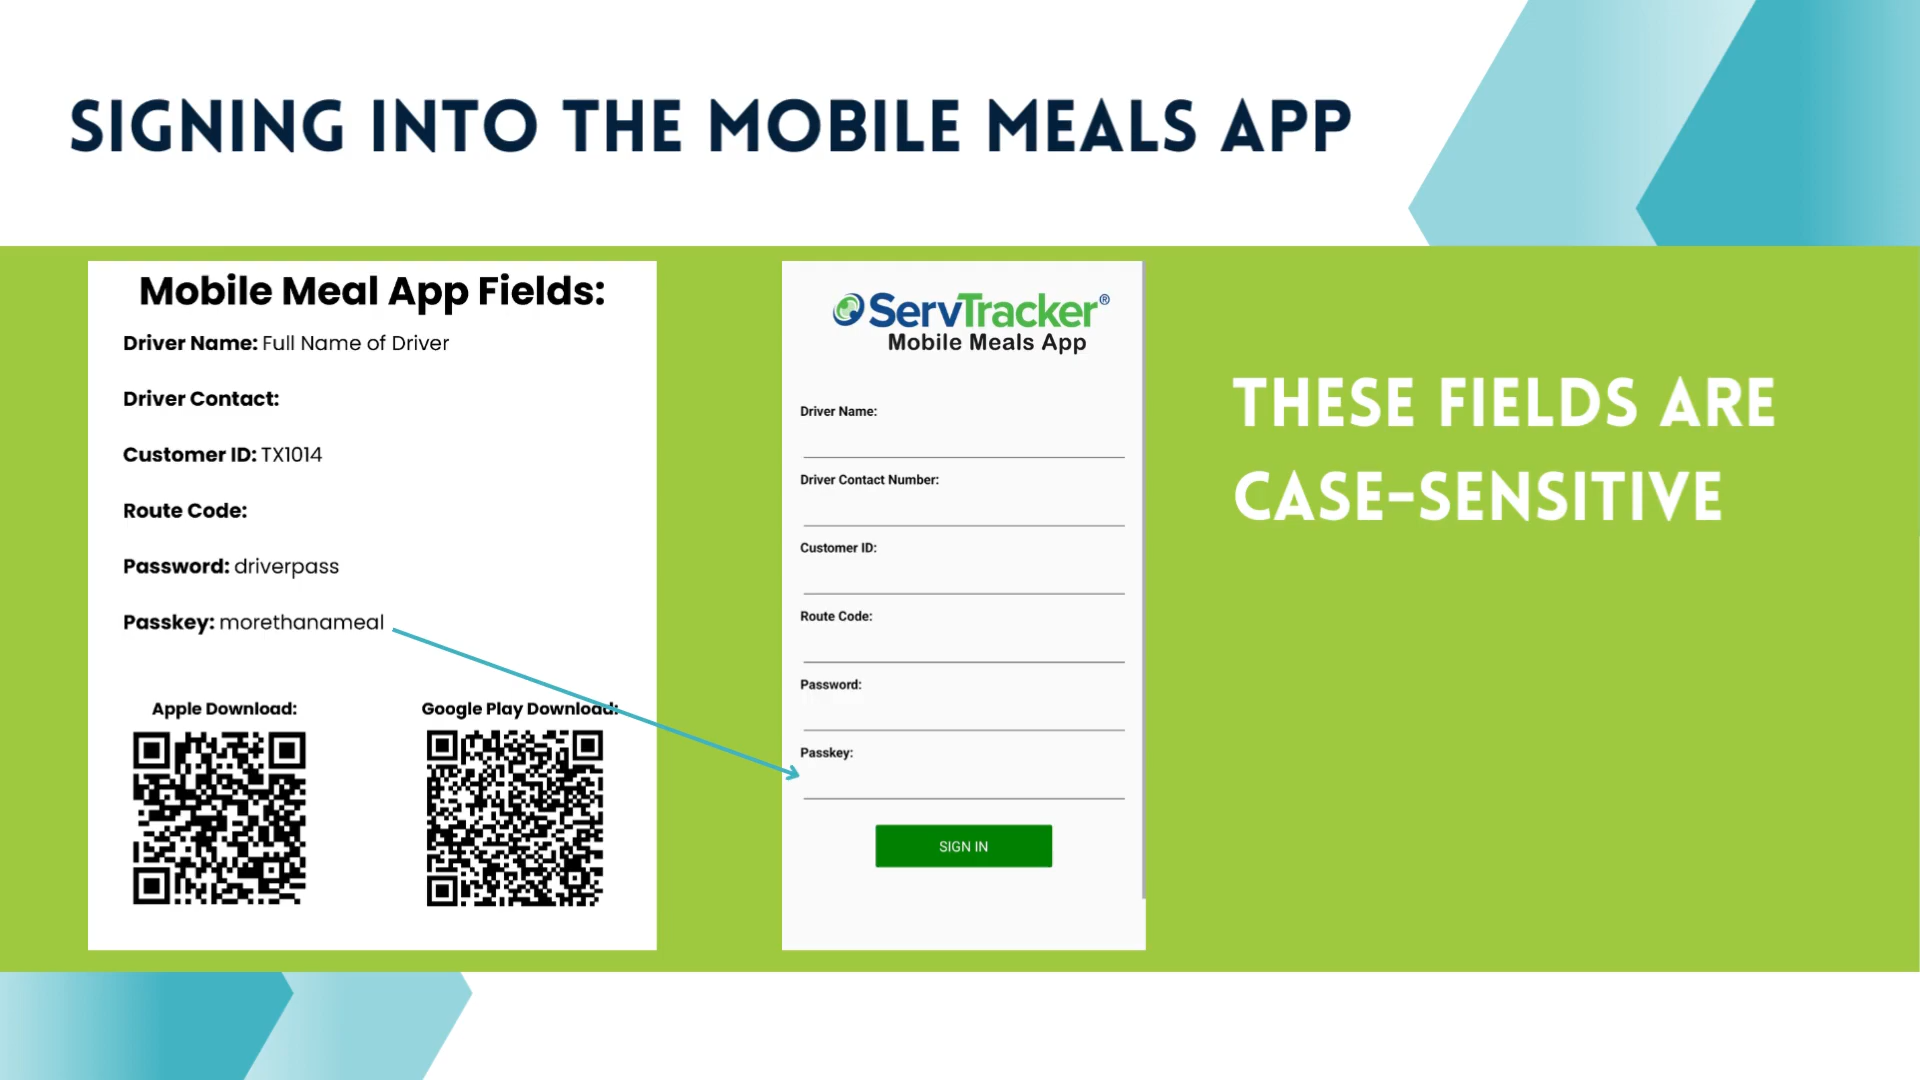 SIGNING INTO THE MOBILE MEALS APP
Mobile Meal App Fields:
Driver Name: Full Name of Driver
Driver Contact:
Customer ID: TX1014
Route Code:
Password: driverpass
Passkey: morethanameal
Apple Download:
Google Play Download:
ServTracker®
Mobile Meals App
Driver Name:
Driver Contact Number:
Customer ID:
Route Code:
Password:
Passkey:
SIGN IN
THESE FIELDS ARE
CASE-SENSITIVE